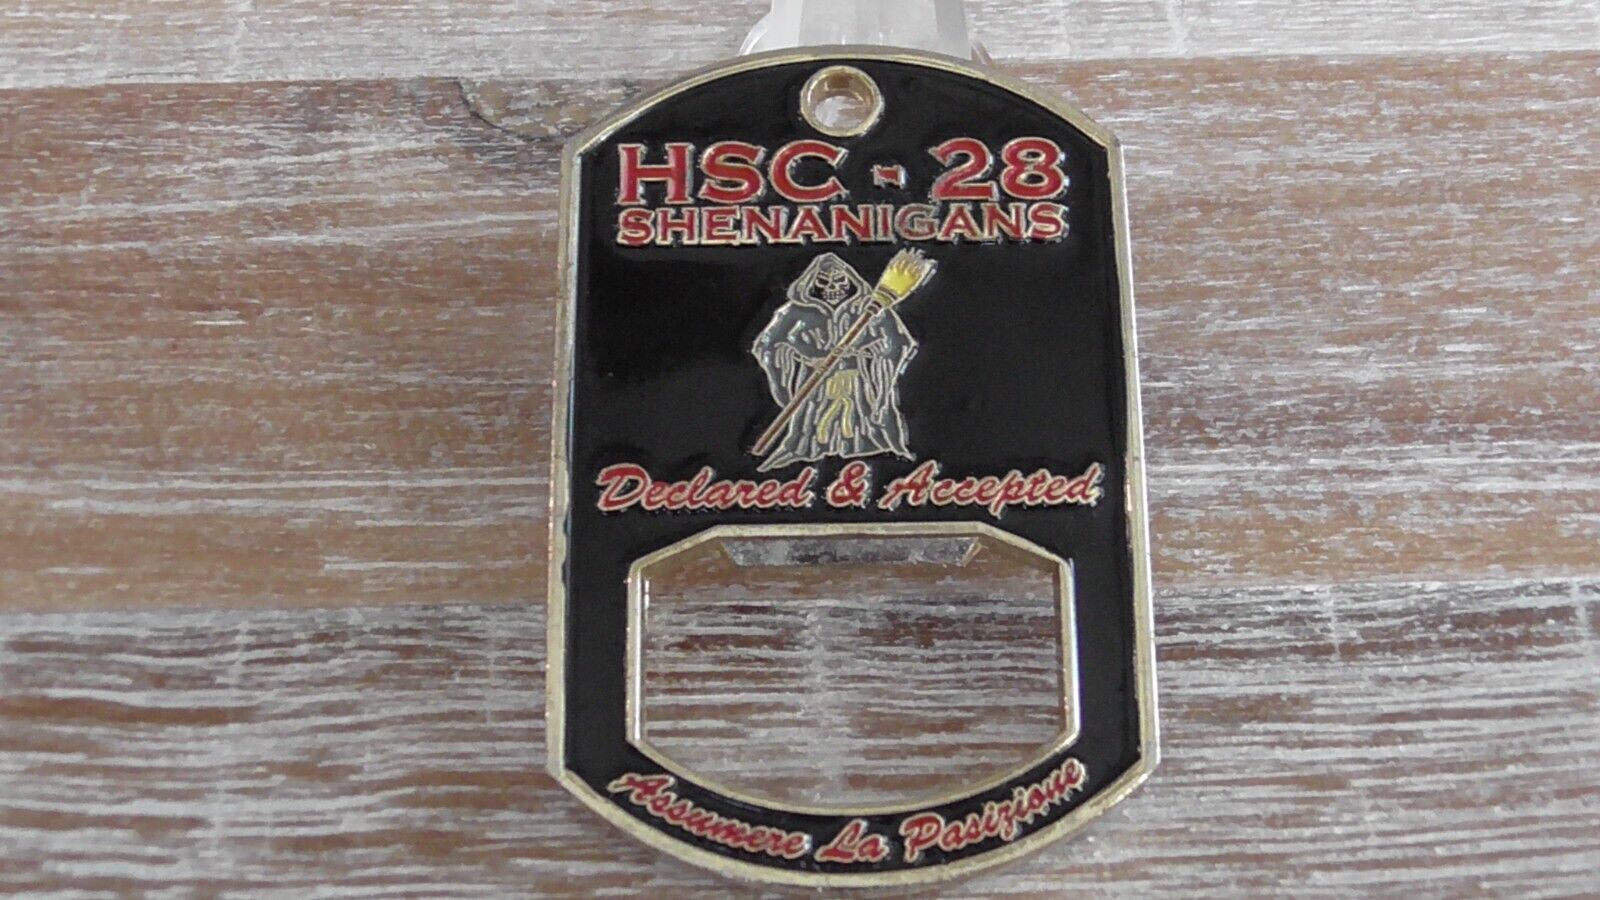 HSC - 28
SHENANIGANS
Declared & Accepted
Assumere La Pasizione